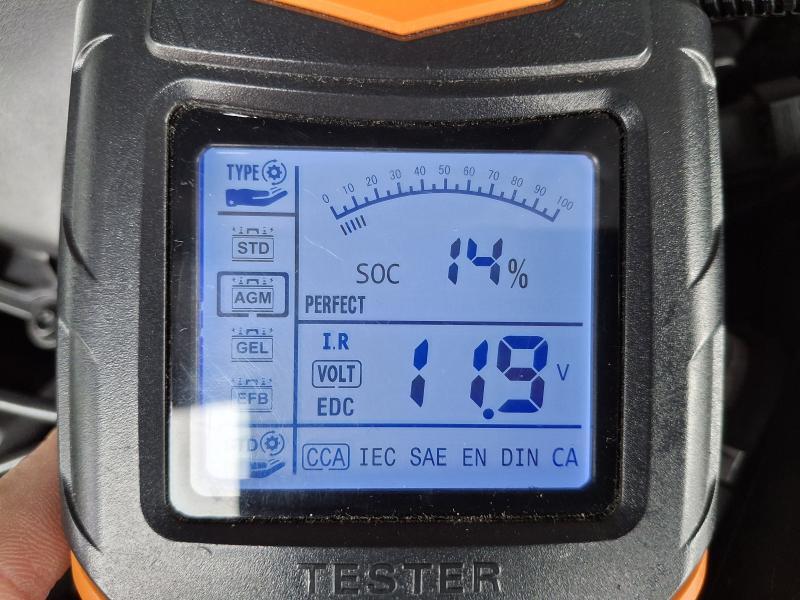 TYPE
0 10 20 30 40 50 60 70 80 90 100
STD
SOC 14%
AGM
PERFECT
GEL
I.R
VOLT 11.9 V
EFB
EDC
STD
CCA IEC SAE EN DIN CA
TESTER